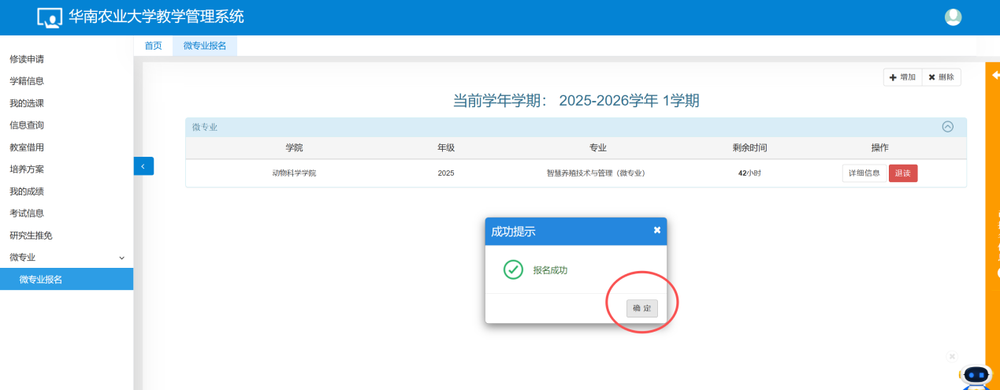 华南农业大学教学管理系统
首页 微专业报名
修读申请
学籍信息
我的选课
信息查询
教室借用
培养方案
我的成绩
考试信息
研究生推免
微专业
微专业报名
增加 删除
当前学年学期： 2025-2026学年 1学期
微专业
学院 年级 专业 剩余时间 操作
动物科学学院 2025 智慧养殖技术与管理（微专业） 42小时 详细信息 退读
成功提示
报名成功
确 定